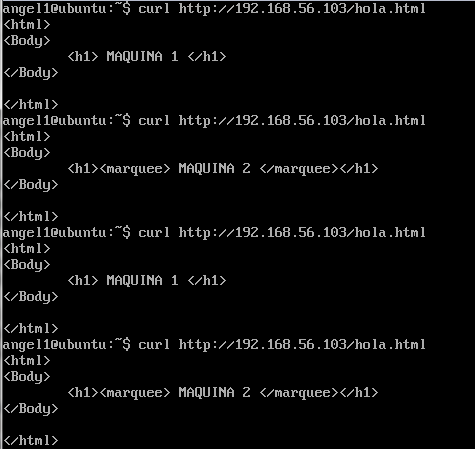 angel1@ubuntu:~$ curl http://192.168.56.103/hola.html
<html>
<Body>
<h1> MAQUINA 1 </h1>
</Body>
</html>
angel1@ubuntu:~$ curl http://192.168.56.103/hola.html
<html>
<Body>
<h1><marquee> MAQUINA 2 </marquee></h1>
</Body>
</html>
angel1@ubuntu:~$ curl http://192.168.56.103/hola.html
<html>
<Body>
<h1> MAQUINA 1 </h1>
</Body>
</html>
angel1@ubuntu:~$ curl http://192.168.56.103/hola.html
<html>
<Body>
<h1><marquee> MAQUINA 2 </marquee></h1>
</Body>
</html>